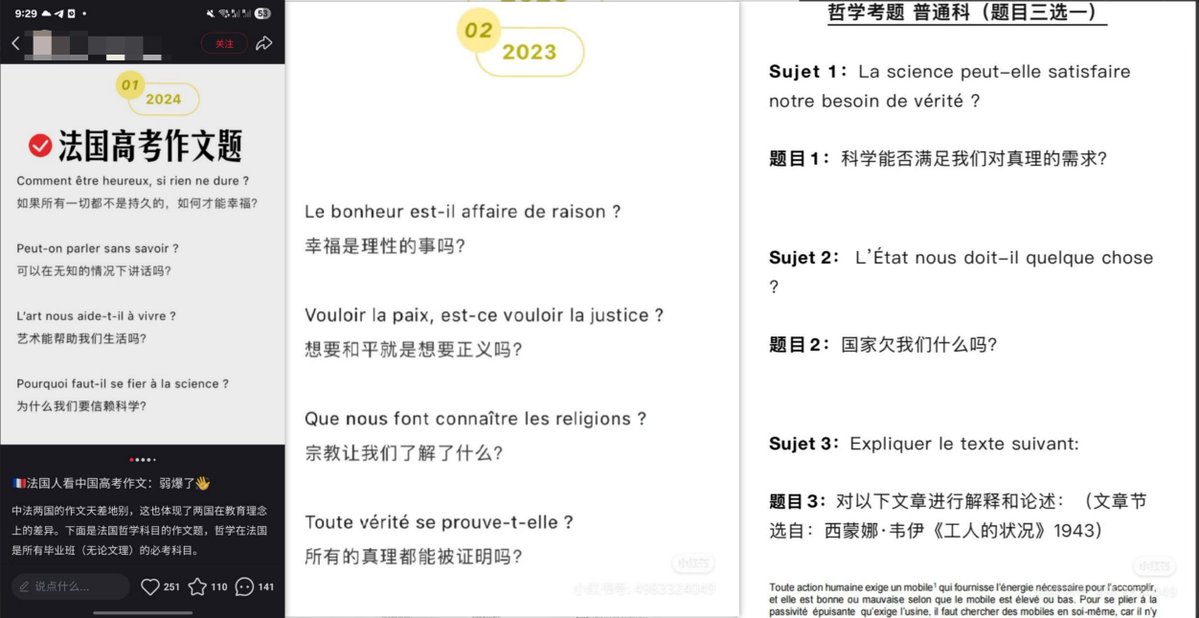 9:29
53
关注
01
2024
法国高考作文题
Comment être heureux, si rien ne dure ?
如果所有一切都不是持久的，如何才能幸福?
Peut-on parler sans savoir ?
可以在无知的情况下讲话吗?
L'art nous aide-t-il à vivre ?
艺术能帮助我们生活吗?
Pourquoi faut-il se fier à la science ?
为什么我们要信赖科学?
🇫🇷法国人看中国高考作文：弱爆了👋
中法两国的作文天差地别，这也体现了两国在教育理念
上的差异。下面是法国哲学科目的作文题，哲学在法国
是所有毕业班（无论文理）的必考科目。
说点什么...
251
110
141
02
2023
Le bonheur est-il affaire de raison ?
幸福是理性的事吗?
Vouloir la paix, est-ce vouloir la justice ?
想要和平就是想要正义吗?
Que nous font connaître les religions ?
宗教让我们了解了什么?
Toute vérité se prouve-t-elle ?
所有的真理都能被证明吗?
小红书
哲学考题 普通科（题目三选一）
Sujet 1： La science peut-elle satisfaire
notre besoin de vérité ?
题目1：科学能否满足我们对真理的需求?
Sujet 2： L'État nous doit-il quelque chose
?
题目2：国家欠我们什么吗?
Sujet 3：Expliquer le texte suivant:
题目3：对以下文章进行解释和论述：（文章节
选自：西蒙娜·韦伊《工人的状况》1943）
小红书
Toute action humaine exige un mobile¹ qui fournisse l'énergie nécessaire pour l'accomplir,
et elle est bonne ou mauvaise selon que le mobile est élevé ou bas. Pour se plier à la
passivité épuisante qu'exige l'usine, il faut chercher des mobiles en soi-même, car il n'y